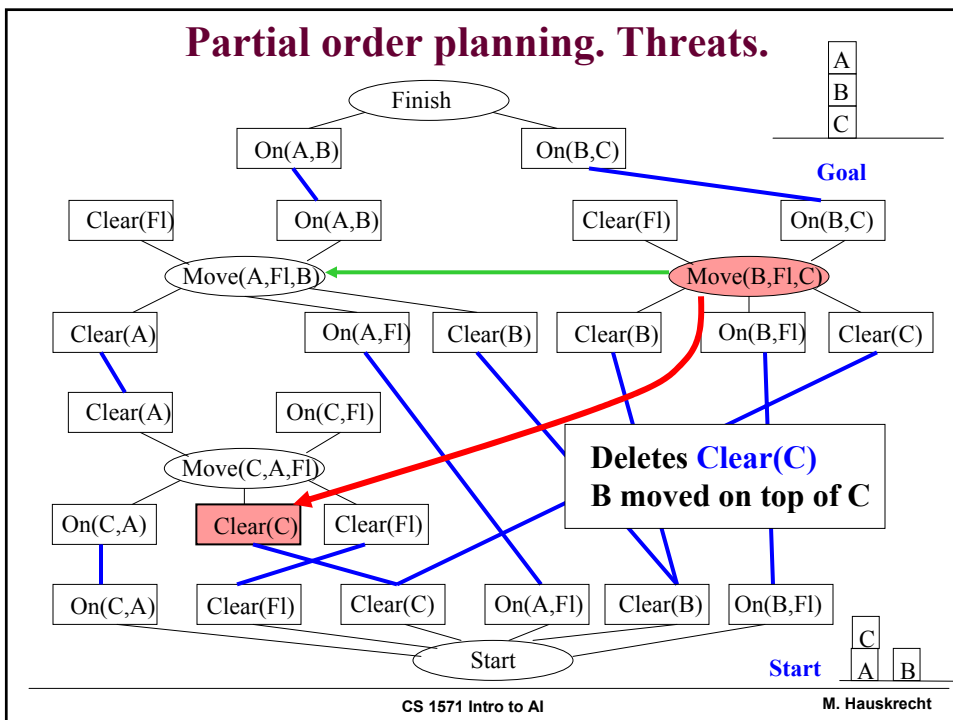 Partial order planning. Threats.
A
B
C
Goal
Finish
On(A,B) On(B,C)
Clear(Fl) On(A,B) Clear(Fl) On(B,C)
Move(A,Fl,B) Move(B,Fl,C)
Clear(A) On(A,Fl) Clear(B) Clear(B) On(B,Fl) Clear(C)
Clear(A) On(C,Fl)
Move(C,A,Fl)
Deletes Clear(C)
B moved on top of C
On(C,A) Clear(C) Clear(Fl)
On(C,A) Clear(Fl) Clear(C) On(A,Fl) Clear(B) On(B,Fl)
Start
Start
C
A B
CS 1571 Intro to AI
M. Hauskrecht